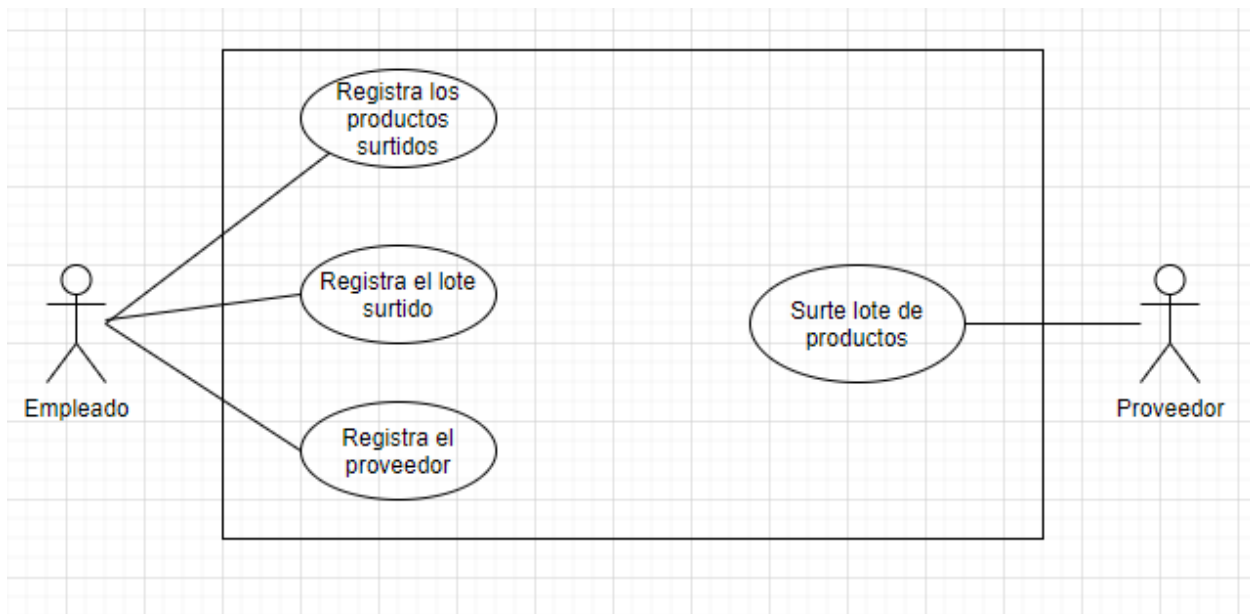 Registra los
productos
surtidos
Registra el lote
surtido
Surte lote de
productos
Empleado
Proveedor
Registra el
proveedor